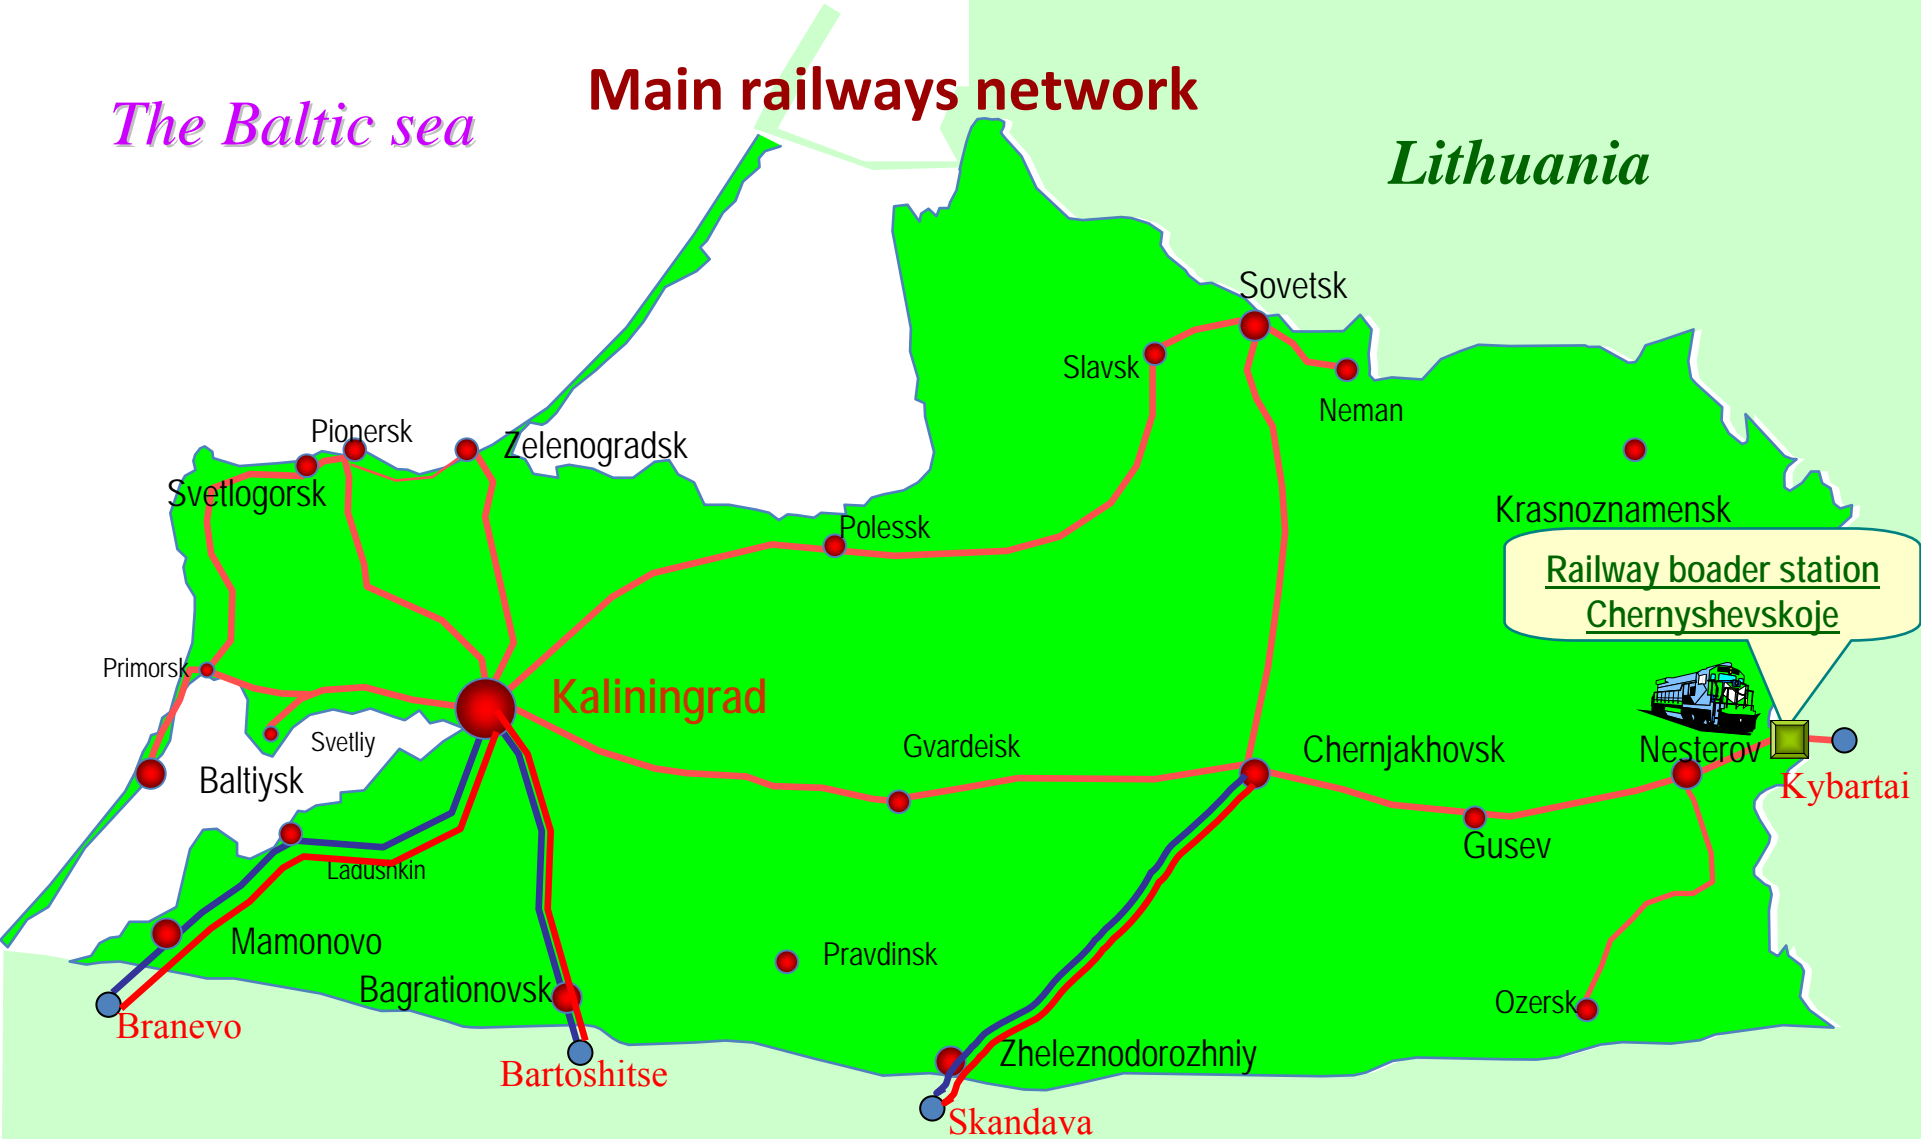 Main railways network
The Baltic sea
Lithuania
Sovetsk
Slavsk
Neman
Pionersk
Zelenogradsk
Svetlogorsk
Krasnoznamensk
Polessk
Railway boader station
Chernyshevskoje
Primorsk
Kaliningrad
Svetliy
Gvardeisk
Chernjakhovsk
Nesterov
Baltiysk
Kybartai
Gusev
Ladushkin
Mamonovo
Pravdinsk
Bagrationovsk
Ozersk
Branevo
Zheleznodorozhniy
Bartoshitse
Skandava